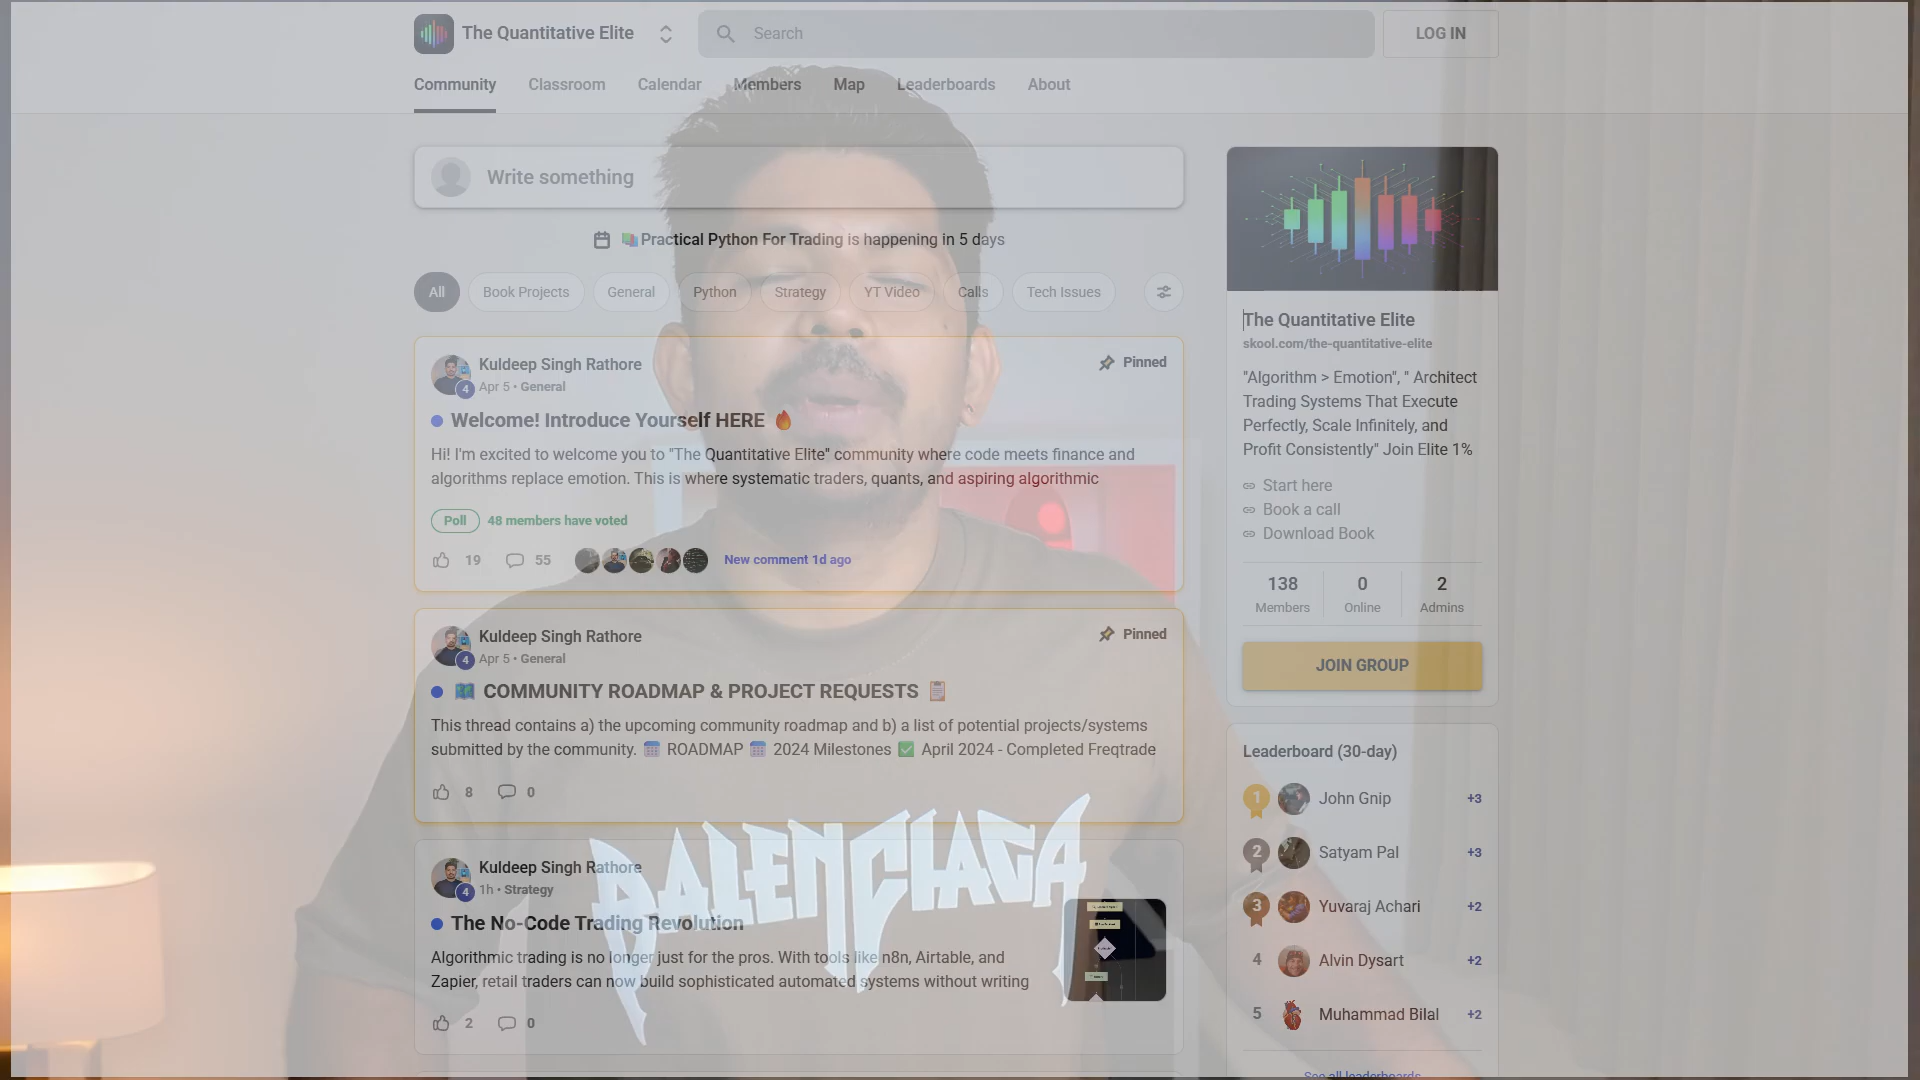 The Quantitative Elite
Search
LOG IN
Community Classroom Calendar Members Map Leaderboards About
Write something
Practical Python For Trading is happening in 5 days
All Book Projects General Python Strategy YT Video Calls Tech Issues
Kuldeep Singh Rathore
Pinned
4
Apr 5 • General
Welcome! Introduce Yourself HERE
Hi! I'm excited to welcome you to "The Quantitative Elite" community where code meets finance and
algorithms replace emotion. This is where systematic traders, quants, and aspiring algorithmic
Poll 48 members have voted
19 55 New comment 1d ago
Kuldeep Singh Rathore
Pinned
4
Apr 5 • General
COMMUNITY ROADMAP & PROJECT REQUESTS
This thread contains a) the upcoming community roadmap and b) a list of potential projects/systems
submitted by the community. ROADMAP 2024 Milestones ✅ April 2024 - Completed Freqtrade
8 0
Kuldeep Singh Rathore
4
1h • Strategy
The No-Code Trading Revolution
Algorithmic trading is no longer just for the pros. With tools like n8n, Airtable, and
Zapier, retail traders can now build sophisticated automated systems without writing
2 0
BALENCIAGA
The Quantitative Elite
skool.com/the-quantitative-elite
"Algorithm > Emotion", " Architect
Trading Systems That Execute
Perfectly, Scale Infinitely, and
Profit Consistently" Join Elite 1%
Start here
Book a call
Download Book
138 0 2
Members Online Admins
JOIN GROUP
Leaderboard (30-day)
1 John Gnip +3
2 Satyam Pal +3
3 Yuvaraj Achari +2
4 Alvin Dysart +2
5 Muhammad Bilal +2
See all leaderboards